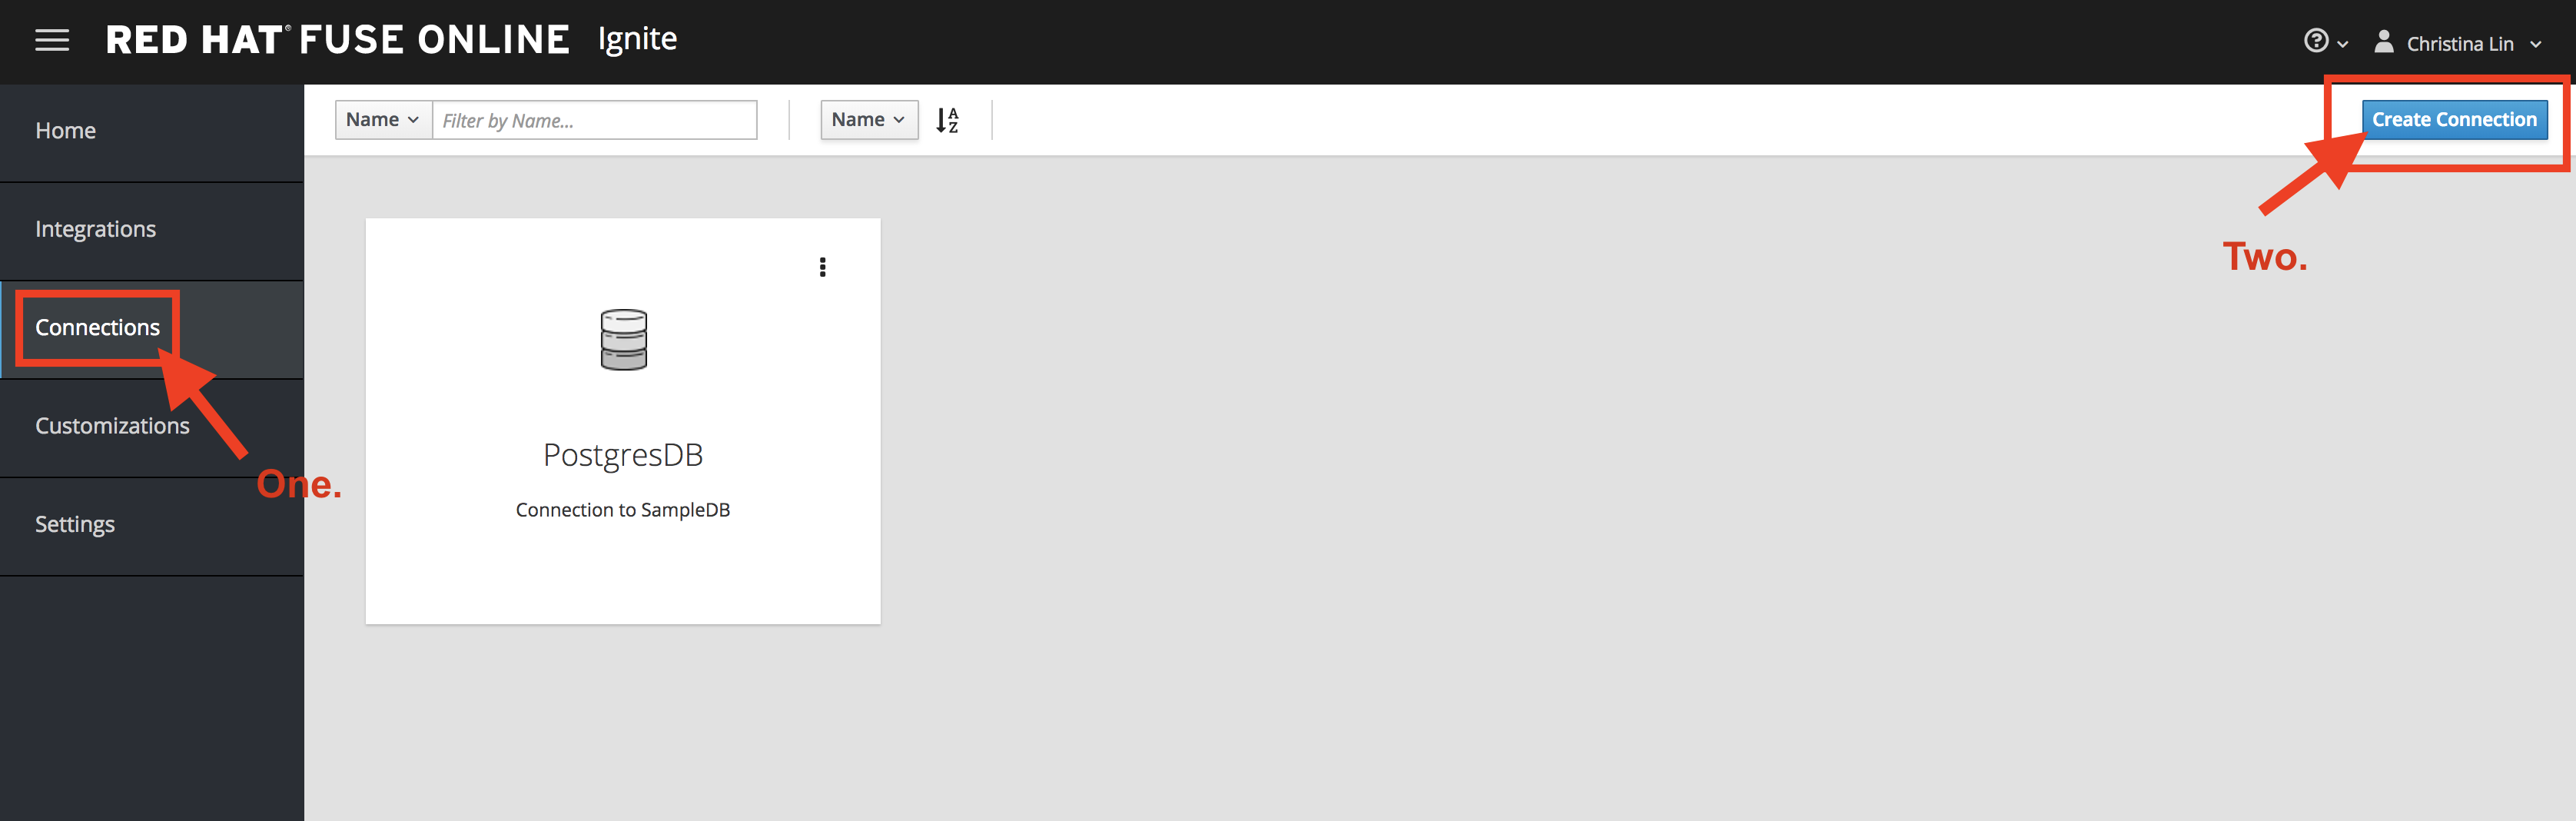 RED HAT® FUSE ONLINE Ignite
Christina Lin
Home
Integrations
Connections
Customizations
Settings
One.
Name
Filter by Name...
Name
A
Z
Create Connection
Two.
PostgresDB
Connection to SampleDB